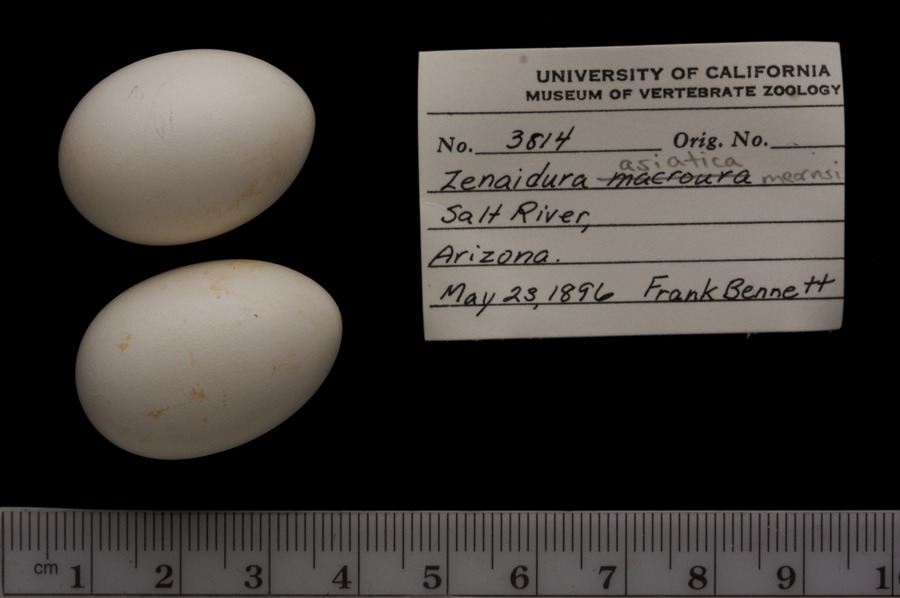 UNIVERSITY OF CALIFORNIA
MUSEUM OF VERTEBRATE ZOOLOGY
No. 3814 Orig. No.
asiatica
Zenaidura macroura mearnsi
Salt River,
Arizona.
May 23, 1896 Frank Bennett
cm 1 2 3 4 5 6 7 8 9 1